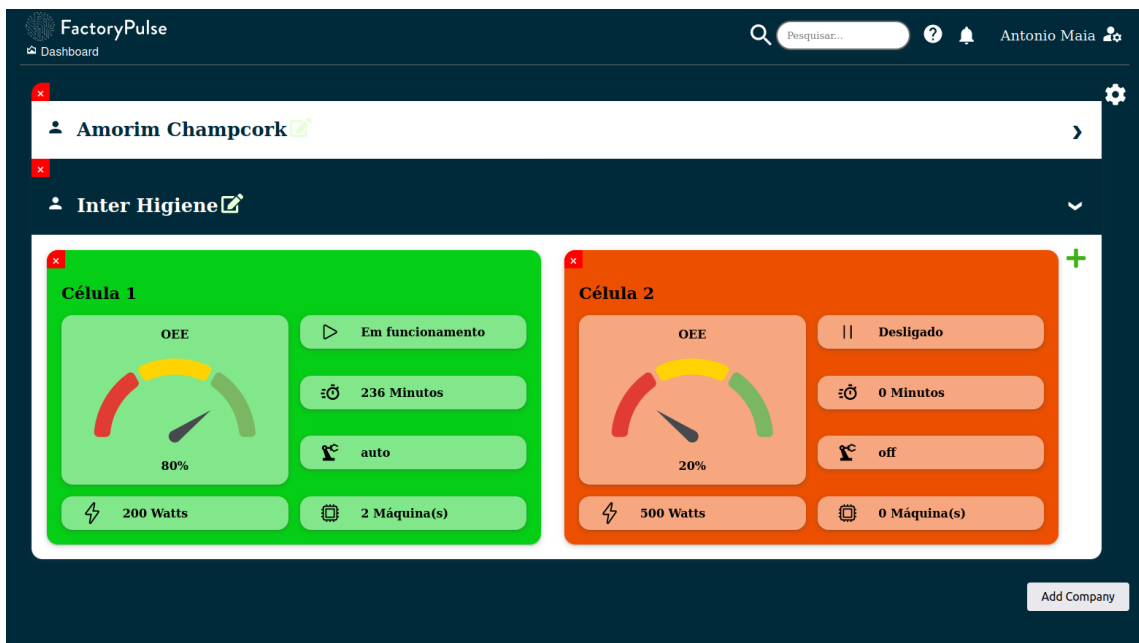 FactoryPulse
Dashboard
Pesquisar...
Antonio Maia
Amorim Champcork
Inter Higiene
Célula 1
OEE
80%
Em funcionamento
236 Minutos
auto
200 Watts
2 Máquina(s)
Célula 2
OEE
20%
Desligado
0 Minutos
off
500 Watts
0 Máquina(s)
Add Company